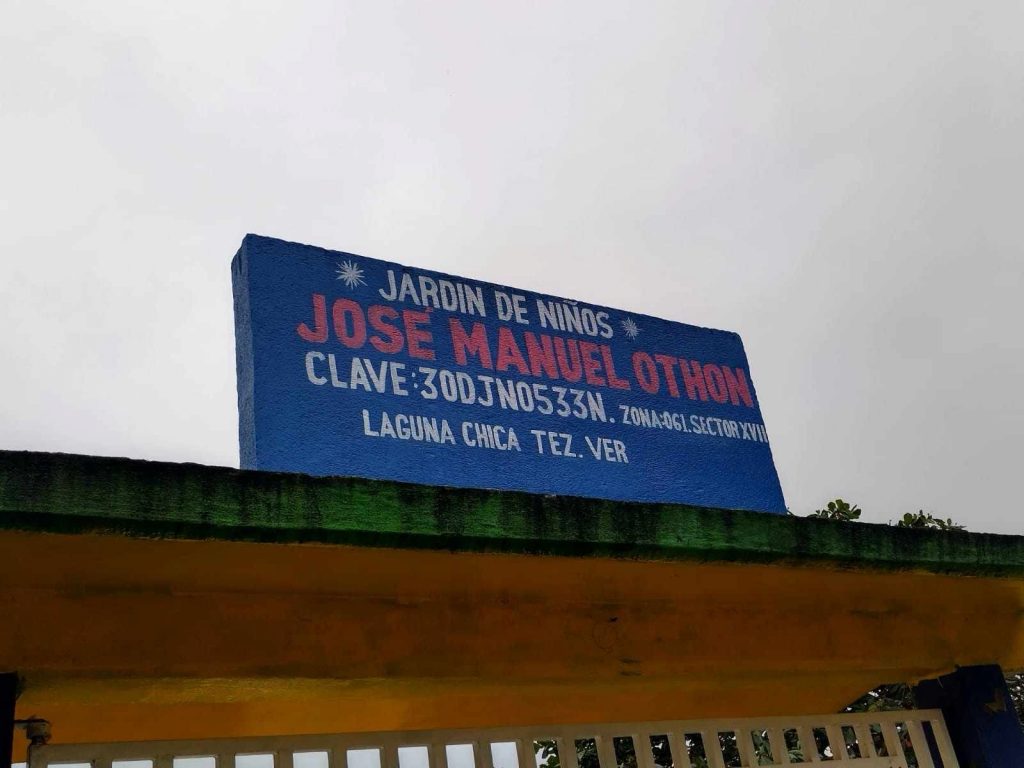 JARDIN DE NIÑOS
JOSÉ MANUEL OTHON
CLAVE:30DJN0533N. ZONA:061.SECTOR XVII
LAGUNA CHICA TEZ. VER